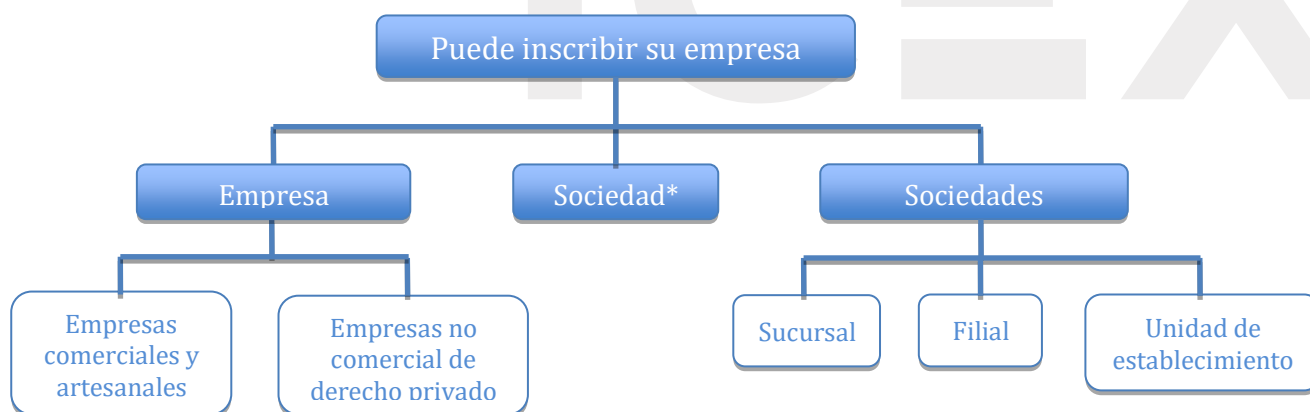 Puede inscribir su empresa
Empresa
Sociedad*
Sociedades
Empresas
comerciales y
artesanales
Empresas no
comercial de
derecho privado
Sucursal
Filial
Unidad de
establecimiento